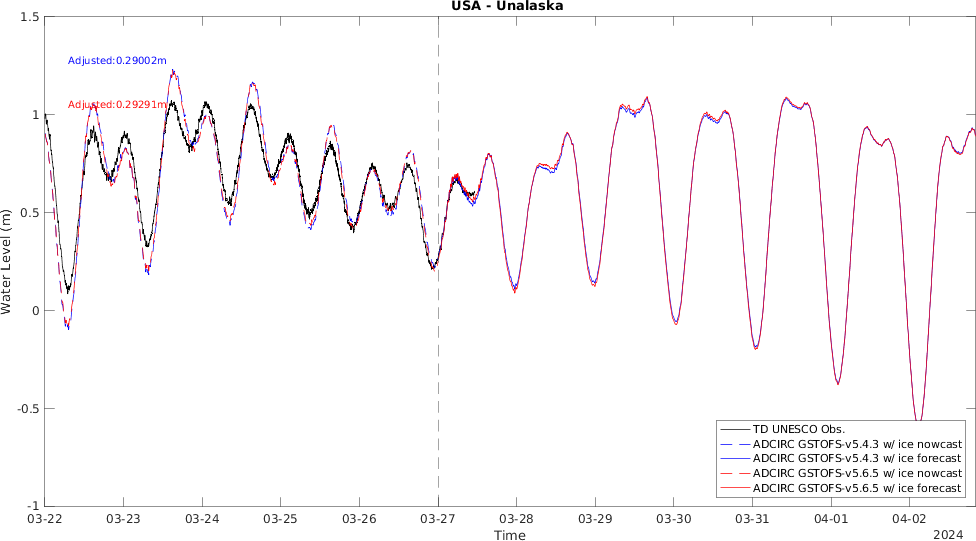 USA - Unalaska
1.5
Adjusted:0.29002m
Adjusted:0.29291m
1
0.5
0
-0.5
-1
Water Level (m)
TD UNESCO Obs.
ADCIRC GSTOFS-v5.4.3 w/ ice nowcast
ADCIRC GSTOFS-v5.4.3 w/ ice forecast
ADCIRC GSTOFS-v5.6.5 w/ ice nowcast
ADCIRC GSTOFS-v5.6.5 w/ ice forecast
03-22 03-23 03-24 03-25 03-26 03-27 03-28 03-29 03-30 03-31 04-01 04-02
Time
2024